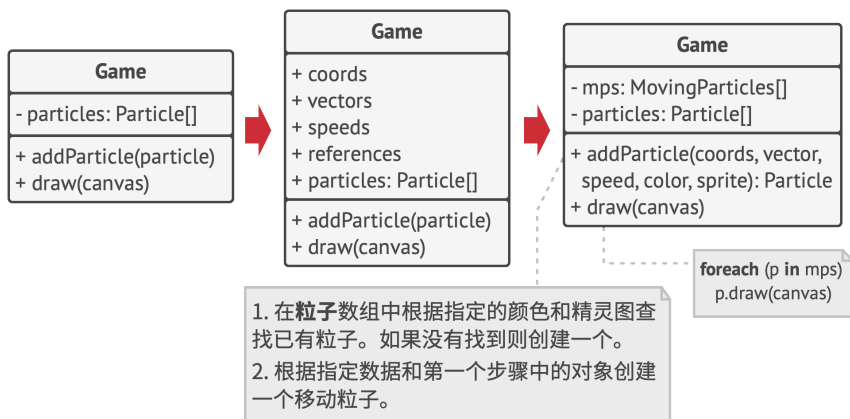 Game
- particles: Particle[]
+ addParticle(particle)
+ draw(canvas)
Game
+ coords
+ vectors
+ speeds
+ references
+ particles: Particle[]
+ addParticle(particle)
+ draw(canvas)
Game
- mps: MovingParticles[]
- particles: Particle[]
+ addParticle(coords, vector,
speed, color, sprite): Particle
+ draw(canvas)
foreach (p in mps)
p.draw(canvas)
1. 在粒子数组中根据指定的颜色和精灵图查
找已有粒子。如果没有找到则创建一个。
2. 根据指定数据和第一个步骤中的对象创建
一个移动粒子。